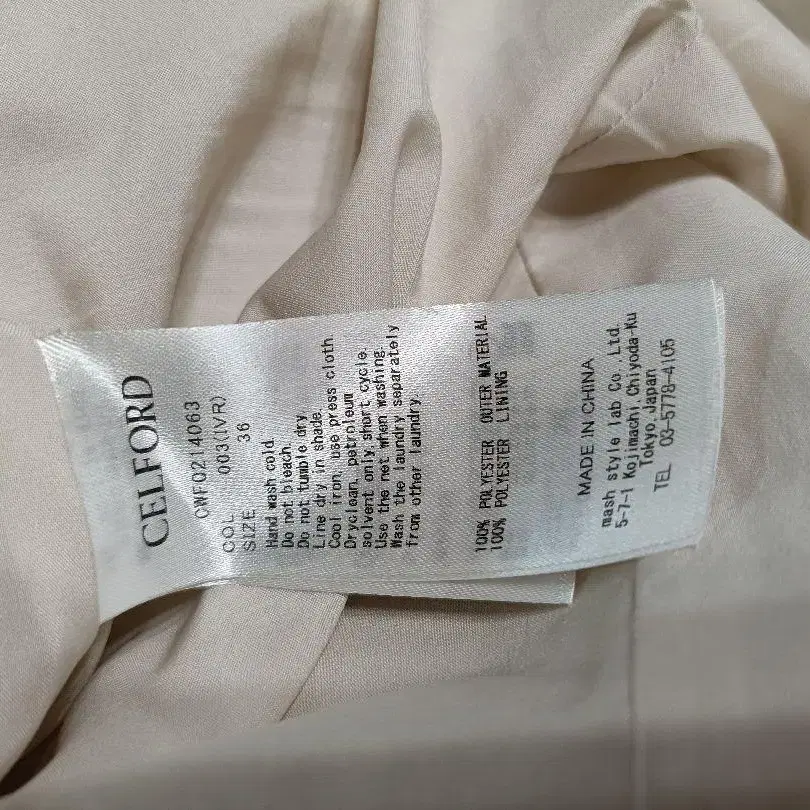 CELFORD
CWFO214063
COL 003(IVR)
SIZE 36
Hand wash cold
Do not bleach.
Do not tumble dry
Line dry in shade.
Cool iron, use press cloth
Dryclean, petroleum
solvent only short cycle.
Use the net when washing.
Wash the laundry separately
from other laundry.
100% POLYESTER OUTER MATERIAL
100% POLYESTER LINING
MADE IN CHINA
mash style lab Co., Ltd.
5-7-1 Kojimachi, Chiyoda-Ku
Tokyo, Japan
TEL 03-5778-4105